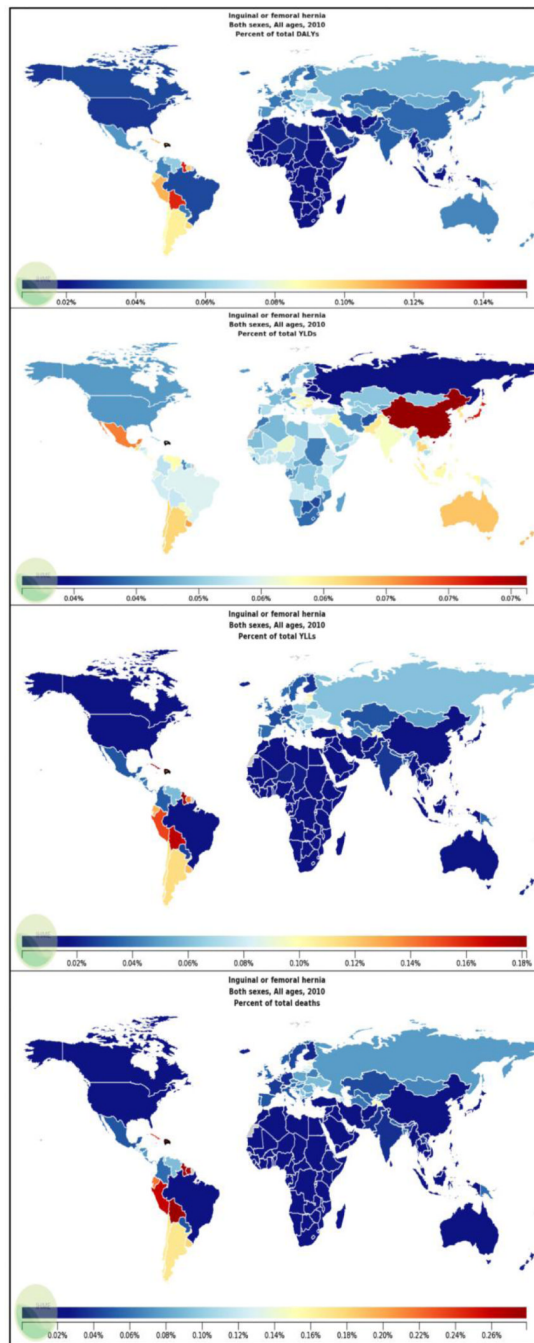 Inguinal or femoral hernia
Both sexes, All ages, 2010
Percent of total DALYs
0.02% 0.04% 0.06% 0.08% 0.10% 0.12% 0.14%
Inguinal or femoral hernia
Both sexes, All ages, 2010
Percent of total YLDs
0.04% 0.04% 0.05% 0.06% 0.06% 0.06% 0.07% 0.07% 0.07%
Inguinal or femoral hernia
Both sexes, All ages, 2010
Percent of total YLLs
0.02% 0.04% 0.06% 0.08% 0.10% 0.12% 0.14% 0.16% 0.18%
Inguinal or femoral hernia
Both sexes, All ages, 2010
Percent of total deaths
0.02% 0.04% 0.06% 0.08% 0.10% 0.12% 0.14% 0.16% 0.18% 0.20% 0.22% 0.24% 0.26%